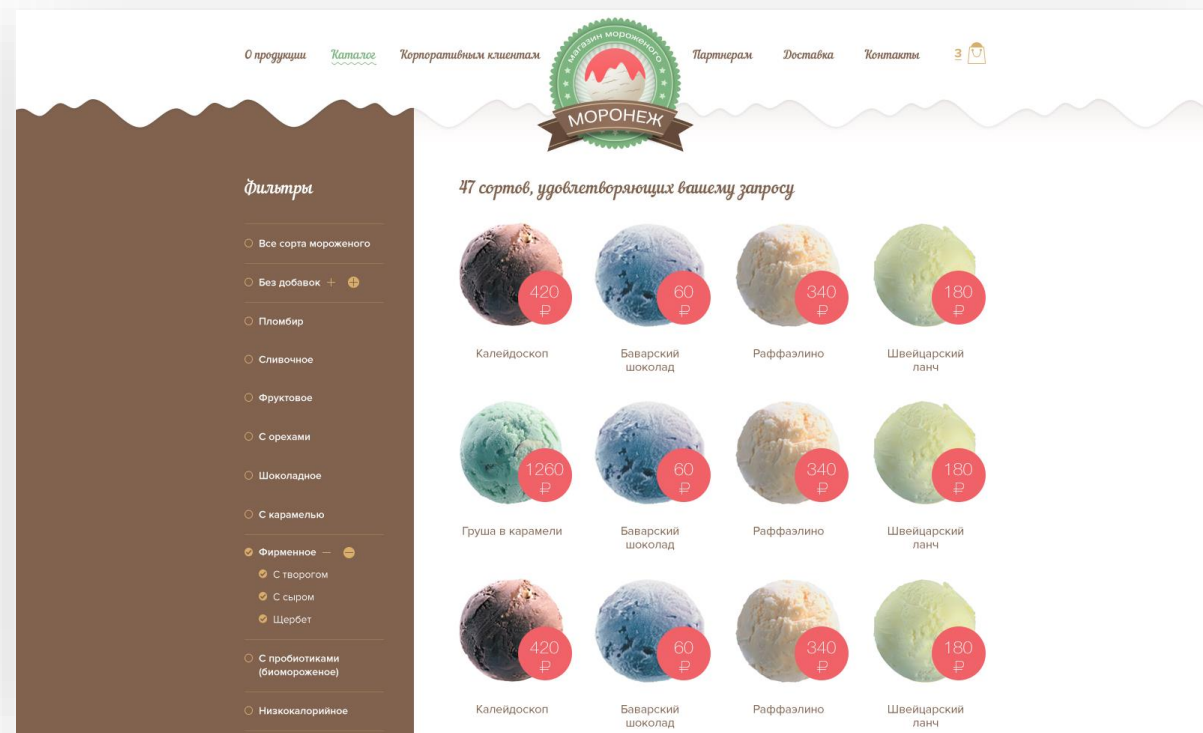 О продукции
Каталог
Корпоративным клиентам
магазин мороженого
МОРОНЕЖ
Партнерам
Доставка
Контакты
3
Фильтры
Все сорта мороженого
Без добавок
Пломбир
Сливочное
Фруктовое
С орехами
Шоколадное
С карамелью
Фирменное
С творогом
С сыром
Щербет
С пробиотиками
(биомороженое)
Низкокалорийное
47 сортов, удовлетворяющих вашему запросу
420
₽
60
₽
340
₽
180
₽
Калейдоскоп
Баварский
шоколад
Раффаэлино
Швейцарский
ланч
1260
₽
60
₽
340
₽
180
₽
Груша в карамели
Баварский
шоколад
Раффаэлино
Швейцарский
ланч
420
₽
60
₽
340
₽
180
₽
Калейдоскоп
Баварский
шоколад
Раффаэлино
Швейцарский
ланч